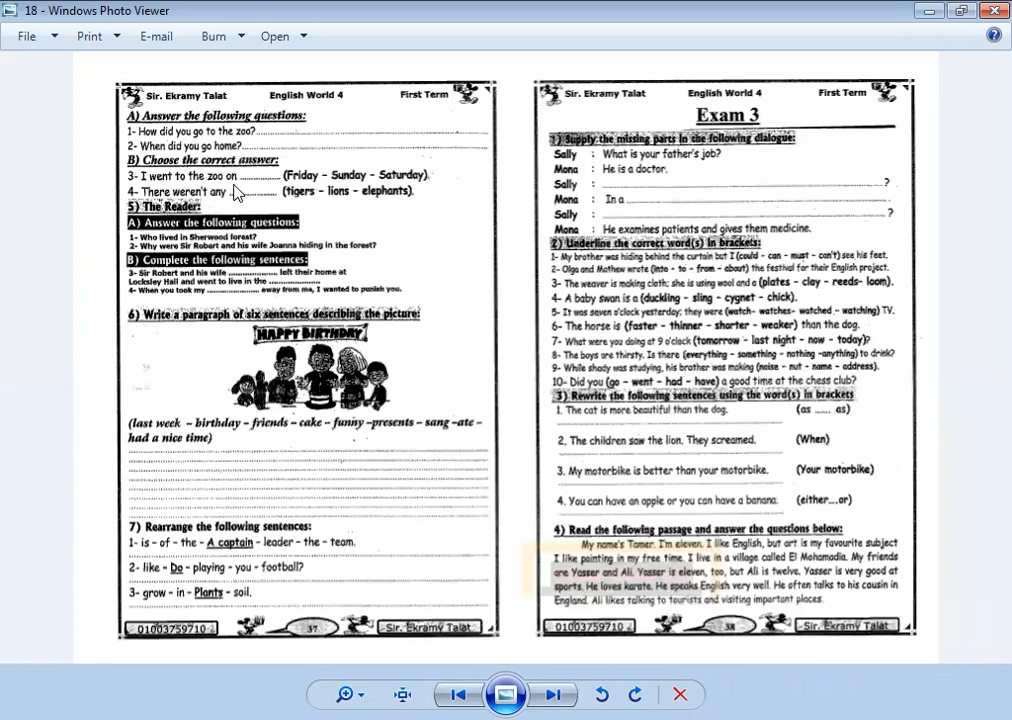 18 - Windows Photo Viewer
File Print E-mail Burn Open
Sir. Ekramy Talat English World 4 First Term
A) Answer the following questions:
1- How did you go to the zoo?
2- When did you go home?
B) Choose the correct answer:
3- I went to the zoo on ............ (Friday – Sunday – Saturday).
4- There weren't any .............. (tigers – lions – elephants).
5) The Reader:
A) Answer the following questions:
1- Who lived in Sherwood forest?
2- Why were Sir Robert and his wife Joanna hiding in the forest?
B) Complete the following sentences:
3- Sir Robert and his wife .................. left their home at
Locksley Hall and went to live in the ..................
4- When you took my .................. away from me, I wanted to punish you.
6) Write a paragraph of six sentences describing the picture:
HAPPY BIRTHDAY
(last week – birthday – friends – cake – funny –presents – sang –ate –
had a nice time)
7) Rearrange the following sentences:
1- is – of – the – A captain – leader – the – team.
2- like – Do – playing – you – football?
3- grow – in – Plants – soil.
01003759710 37 Sir. Ekramy Talat
Sir. Ekramy Talat English World 4 First Term
Exam 3
1) Supply the missing parts in the following dialogue:
Sally : What is your father's job?
Mona : He is a doctor.
Sally : ..............................?
Mona : In a ..............................
Sally : ..............................?
Mona : He examines patients and gives them medicine.
2) Underline the correct word(s) in brackets:
1- My brother was hiding behind the curtain but I (could – can – must – can't) see his feet.
2- Olga and Mathew wrote (into – to – from – about) the festival for their English project.
3- The weaver is making cloth; she is using wool and a (plates – clay – reeds- loom).
4- A baby swan is a (duckling – sling – cygnet – chick).
5- It was seven o'clock yesterday; they were (watch- watches- watched – watching) TV.
6- The horse is (faster – thinner – shorter – weaker) than the dog.
7- What were you doing at 9 o'clock (tomorrow – last night – now – today)?
8- The boys are thirsty. Is there (everything – something – nothing –anything) to drink?
9- While shady was studying, his brother was making (noise – nut – name – address).
10- Did you (go – went – had – have) a good time at the chess club?
3) Rewrite the following sentences using the word(s) in brackets
1. The cat is more beautiful than the dog. (as ...... as)
2. The children saw the lion. They screamed. (When)
3. My motorbike is better than your motorbike. (Your motorbike)
4. You can have an apple or you can have a banana. (either....or)
4) Read the following passage and answer the questions below:
My name's Tamer. I'm eleven. I like English, but art is my favourite subject
I like painting in my free time. I live in a village called El Mohamadia. My friends
are Yasser and Ali. Yasser is eleven, too, but Ali is twelve. Yasser is very good at
sports. He loves karate. He speaks English very well. He often talks to his cousin in
England. Ali likes talking to tourists and visiting important places.
01003759710 38 Sir. Ekramy Talat